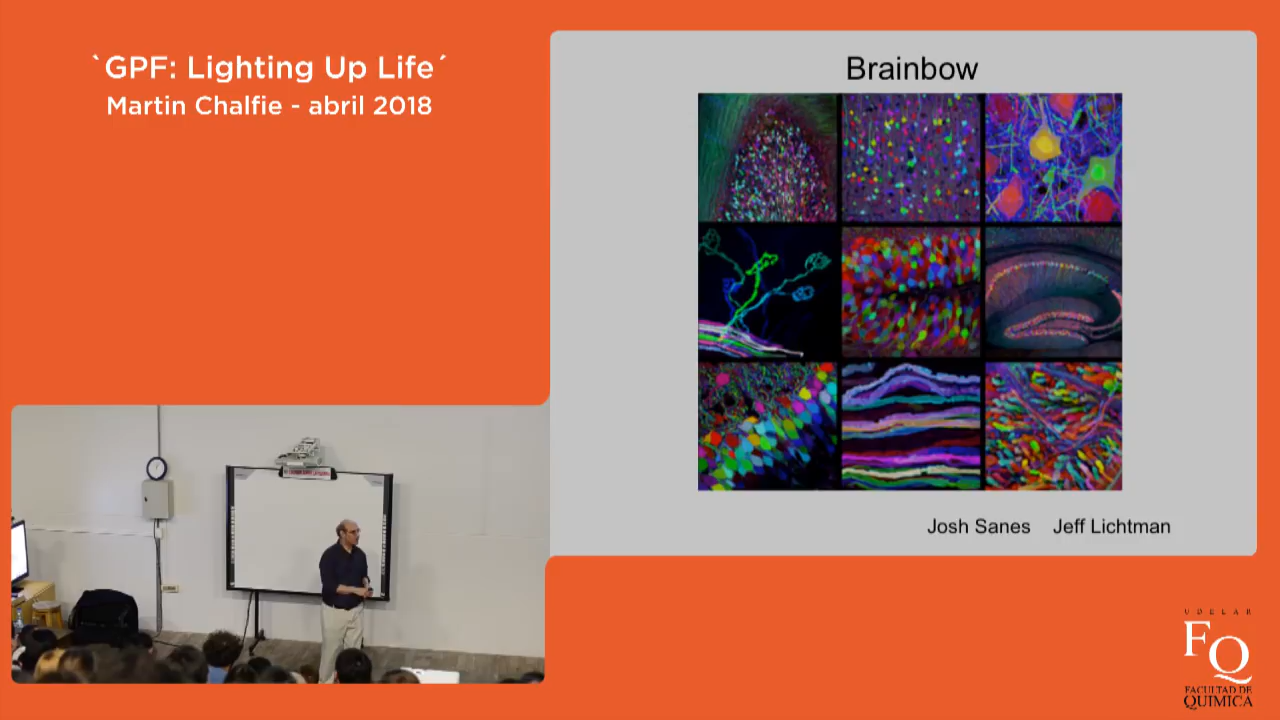 `GPF: Lighting Up Life´
Martin Chalfie - abril 2018
Brainbow
Josh Sanes Jeff Lichtman
UDELAR
FQ
FACULTAD DE
QUIMICA